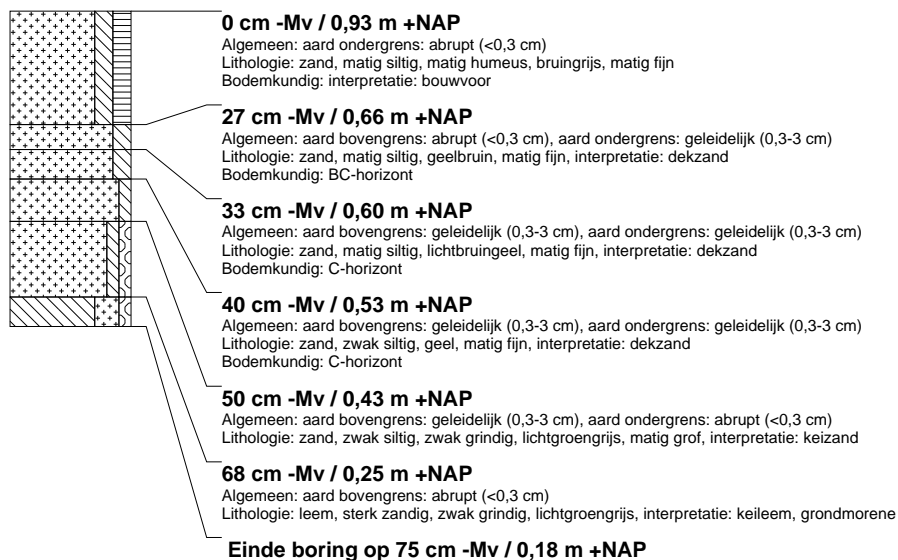 0 cm -Mv / 0,93 m +NAP
Algemeen: aard ondergrens: abrupt (<0,3 cm)
Lithologie: zand, matig siltig, matig humeus, bruingrijs, matig fijn
Bodemkundig: interpretatie: bouwvoor
27 cm -Mv / 0,66 m +NAP
Algemeen: aard bovengrens: abrupt (<0,3 cm), aard ondergrens: geleidelijk (0,3-3 cm)
Lithologie: zand, matig siltig, geelbruin, matig fijn, interpretatie: dekzand
Bodemkundig: BC-horizont
33 cm -Mv / 0,60 m +NAP
Algemeen: aard bovengrens: geleidelijk (0,3-3 cm), aard ondergrens: geleidelijk (0,3-3 cm)
Lithologie: zand, matig siltig, lichtbruingeel, matig fijn, interpretatie: dekzand
Bodemkundig: C-horizont
40 cm -Mv / 0,53 m +NAP
Algemeen: aard bovengrens: geleidelijk (0,3-3 cm), aard ondergrens: geleidelijk (0,3-3 cm)
Lithologie: zand, zwak siltig, geel, matig fijn, interpretatie: dekzand
Bodemkundig: C-horizont
50 cm -Mv / 0,43 m +NAP
Algemeen: aard bovengrens: geleidelijk (0,3-3 cm), aard ondergrens: abrupt (<0,3 cm)
Lithologie: zand, zwak siltig, zwak grindig, lichtgroengrijs, matig grof, interpretatie: keizand
68 cm -Mv / 0,25 m +NAP
Algemeen: aard bovengrens: abrupt (<0,3 cm)
Lithologie: leem, sterk zandig, zwak grindig, lichtgroengrijs, interpretatie: keileem, grondmorene
Einde boring op 75 cm -Mv / 0,18 m +NAP